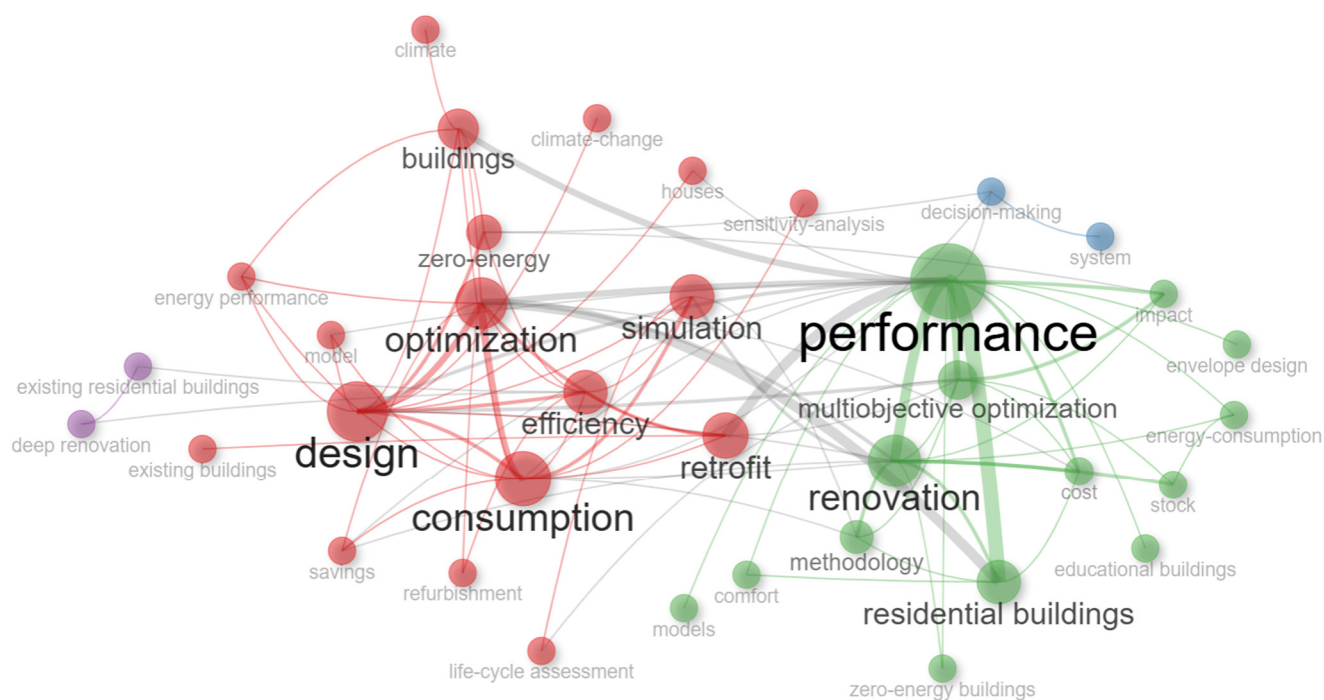 climate
climate-change
buildings
houses
decision-making
sensitivity-analysis
system
zero-energy
energy performance
impact
simulation
performance
optimization
model
envelope design
existing residential buildings
multiobjective optimization
efficiency
energy-consumption
deep renovation
design
existing buildings
retrofit
cost
renovation
stock
consumption
methodology
educational buildings
savings
refurbishment
comfort
residential buildings
models
life-cycle assessment
zero-energy buildings